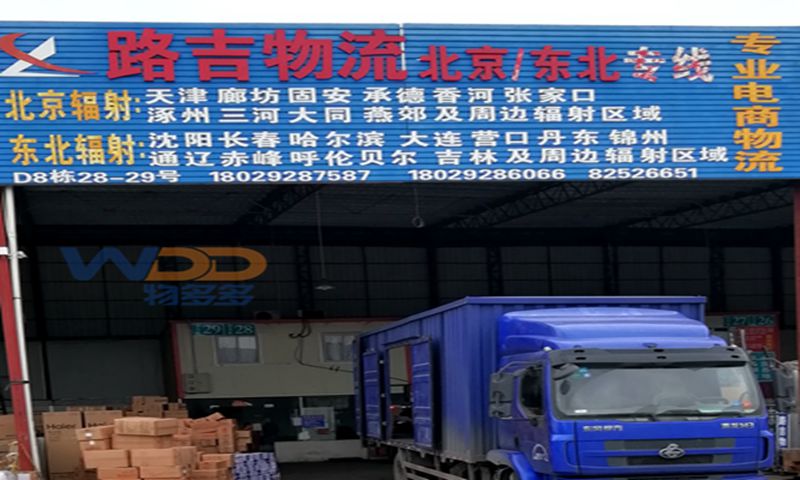 路吉物流 北京/东北专线
专业电商物流
北京辐射:天津 廊坊 固安 承德 香河 张家口
涿州 三河 大同 燕郊及周边辐射区域
东北辐射:沈阳 长春 哈尔滨 大连 营口 丹东 锦州
通辽 赤峰 呼伦贝尔 吉林及周边辐射区域
D8栋28-29号 18029287587 18029286066 82526651
WDD
物多多
29 28
27 26
Haier